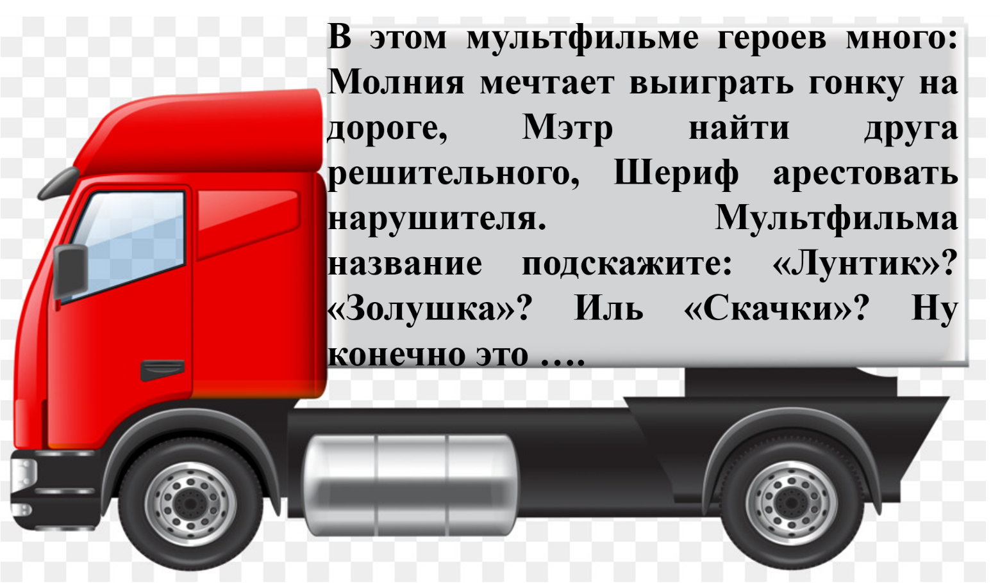 В этом мультфильме героев много:
Молния мечтает выиграть гонку на
дороге, Мэтр найти друга
решительного, Шериф арестовать
нарушителя. Мультфильма
название подскажите: «Лунтик»?
«Золушка»? Иль «Скачки»? Ну
конечно это ….